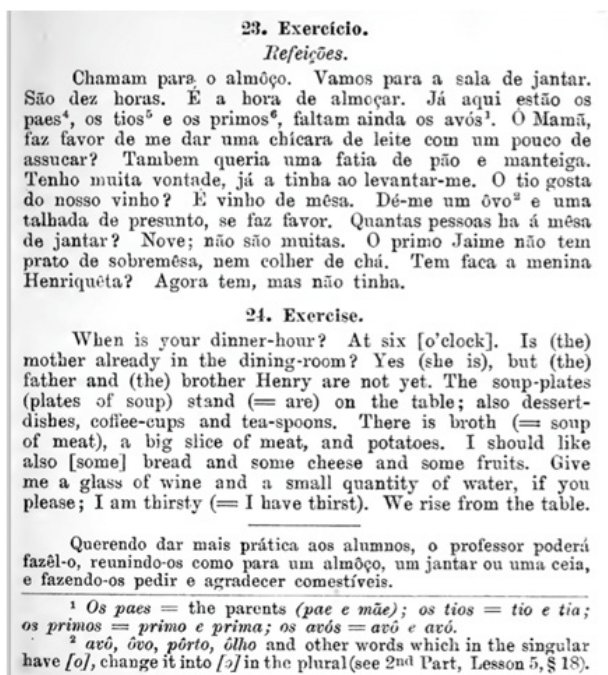 23. Exercício.
Refeições.
Chamam para o almôço. Vamos para a sala de jantar.
São dez horas. É a hora de almoçar. Já aqui estão os
paes⁴, os tios⁵ e os primos⁶, faltam ainda os avós¹. Ó Mamã,
faz favor de me dar uma chícara de leite com um pouco de
assucar? Tambem queria uma fatia de pão e manteiga.
Tenho muita vontade, já a tinha ao levantar-me. O tio gosta
do nosso vinho? É vinho de mêsa. Dé-me um ôvo² e uma
talhada de presunto, se faz favor. Quantas pessoas ha á mêsa
de jantar? Nove; não são muitas. O primo Jaime não tem
prato de sobremêsa, nem colher de chá. Tem faca a menina
Henriquêta? Agora tem, mas não tinha.
24. Exercise.
When is your dinner-hour? At six [o'clock]. Is (the)
mother already in the dining-room? Yes (she is), but (the)
father and (the) brother Henry are not yet. The soup-plates
(plates of soup) stand (= are) on the table; also dessert-
dishes, coffee-cups and tea-spoons. There is broth (= soup
of meat), a big slice of meat, and potatoes. I should like
also [some] bread and some cheese and some fruits. Give
me a glass of wine and a small quantity of water, if you
please; I am thirsty (= I have thirst). We rise from the table.
Querendo dar mais prática aos alumnos, o professor poderá
fazêl-o, reunindo-os como para um almôço, um jantar ou uma ceia,
e fazendo-os pedir e agradecer comestíveis.
¹ Os paes = the parents (pae e mãe); os tios = tio e tia;
os primos = primo e prima; os avós = avô e avó.
² avô, ôvo, pôrto, ôlho and other words which in the singular
have [o], change it into [ɔ] in the plural (see 2nd Part, Lesson 5, § 18).